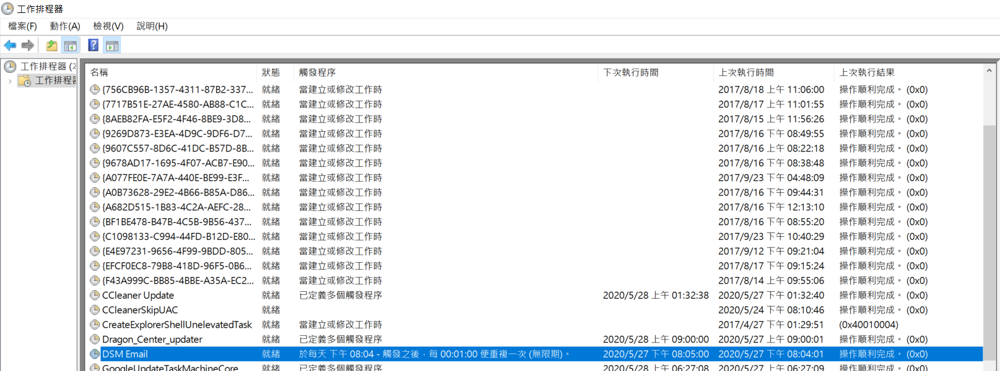 工作排程器
檔案(F) 動作(A) 檢視(V) 說明(H)
工作排程器 (本
工作排程器
名稱 狀態 觸發程序 下次執行時間 上次執行時間 上次執行結果
{756CB96B-1357-4311-87B2-337... 就緒 當建立或修改工作時 2017/8/18 上午 11:06:00 操作順利完成。 (0x0)
{7717B51E-27AE-4580-AB88-C1C... 就緒 當建立或修改工作時 2017/8/17 上午 11:01:55 操作順利完成。 (0x0)
{8AEB82FA-E5F2-4F46-8BE9-3D8... 就緒 當建立或修改工作時 2017/8/15 上午 11:56:26 操作順利完成。 (0x0)
{9269D873-E3EA-4D9C-9DF6-D7... 就緒 當建立或修改工作時 2017/8/16 下午 08:49:55 操作順利完成。 (0x0)
{9607C557-8D6C-41DC-B57D-8B... 就緒 當建立或修改工作時 2017/8/16 上午 08:22:18 操作順利完成。 (0x0)
{9678AD17-1695-4F07-ACB7-E90... 就緒 當建立或修改工作時 2017/8/16 下午 08:38:48 操作順利完成。 (0x0)
{A077FE0E-7A7A-440E-BE99-E3F... 就緒 當建立或修改工作時 2017/9/23 下午 04:48:09 操作順利完成。 (0x0)
{A0B73628-29E2-4B66-B85A-D86... 就緒 當建立或修改工作時 2017/8/16 下午 09:44:31 操作順利完成。 (0x0)
{A682D515-1B83-4C2A-AEFC-28... 就緒 當建立或修改工作時 2017/8/16 下午 12:13:10 操作順利完成。 (0x0)
{BF1BE478-B47B-4C5B-9B56-437... 就緒 當建立或修改工作時 2017/8/16 下午 08:55:20 操作順利完成。 (0x0)
{C1098133-C994-44FD-B12D-E80... 就緒 當建立或修改工作時 2017/9/23 下午 10:40:29 操作順利完成。 (0x0)
{E4E97231-9656-4F99-9BDD-805... 就緒 當建立或修改工作時 2017/9/12 下午 09:21:04 操作順利完成。 (0x0)
{EFCF0EC8-79B8-418D-96F5-0B6... 就緒 當建立或修改工作時 2017/8/17 下午 09:15:24 操作順利完成。 (0x0)
{F43A999C-BB85-4BBE-A35A-EC2... 就緒 當建立或修改工作時 2017/8/14 上午 09:55:06 操作順利完成。 (0x0)
CCleaner Update 就緒 已定義多個觸發程序 2020/5/28 上午 01:32:38 2020/5/27 上午 01:32:40 操作順利完成。 (0x0)
CCleanerSkipUAC 就緒 2020/5/24 下午 08:10:46 操作順利完成。 (0x0)
CreateExplorerShellUnelevatedTask 就緒 當建立或修改工作時 2017/4/27 下午 01:29:51 (0x40010004)
Dragon_Center_updater 就緒 已定義多個觸發程序 2020/5/28 上午 09:00:00 2020/5/27 上午 09:00:01 操作順利完成。 (0x0)
DSM Email 就緒 於每天 下午 08:04 - 觸發之後，每 00:01:00 便重複一次 (無限期)。 2020/5/27 下午 08:05:00 2020/5/27 下午 08:04:01 操作順利完成。 (0x0)
GoogleUpdateTaskMachineCore 就緒 已定義多個觸發程序 2020/5/28 上午 06:27:08 2020/5/27 上午 06:27:09 操作順利完成。 (0x0)